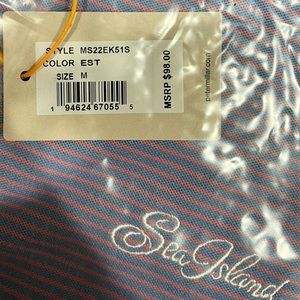 STYLE MS22EK51S
COLOR EST
SIZE M
1 94624 67055 5
MSRP $98.00
petermillar.com
Sea Island